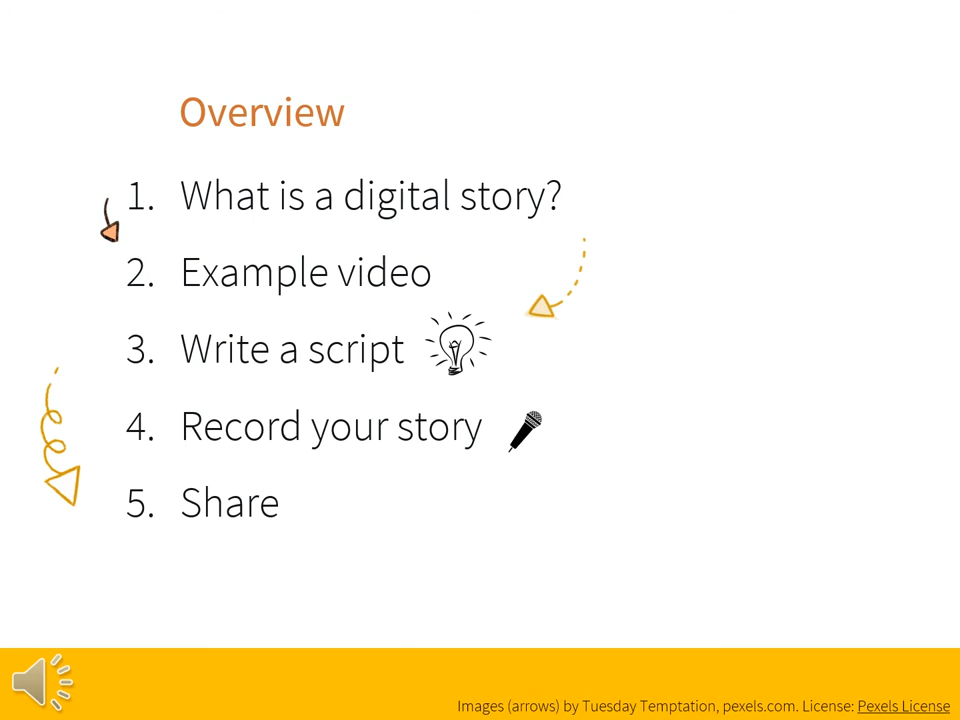 Overview
1. What is a digital story?
2. Example video
3. Write a script
4. Record your story
5. Share
Images (arrows) by Tuesday Temptation, pexels.com. License: Pexels License